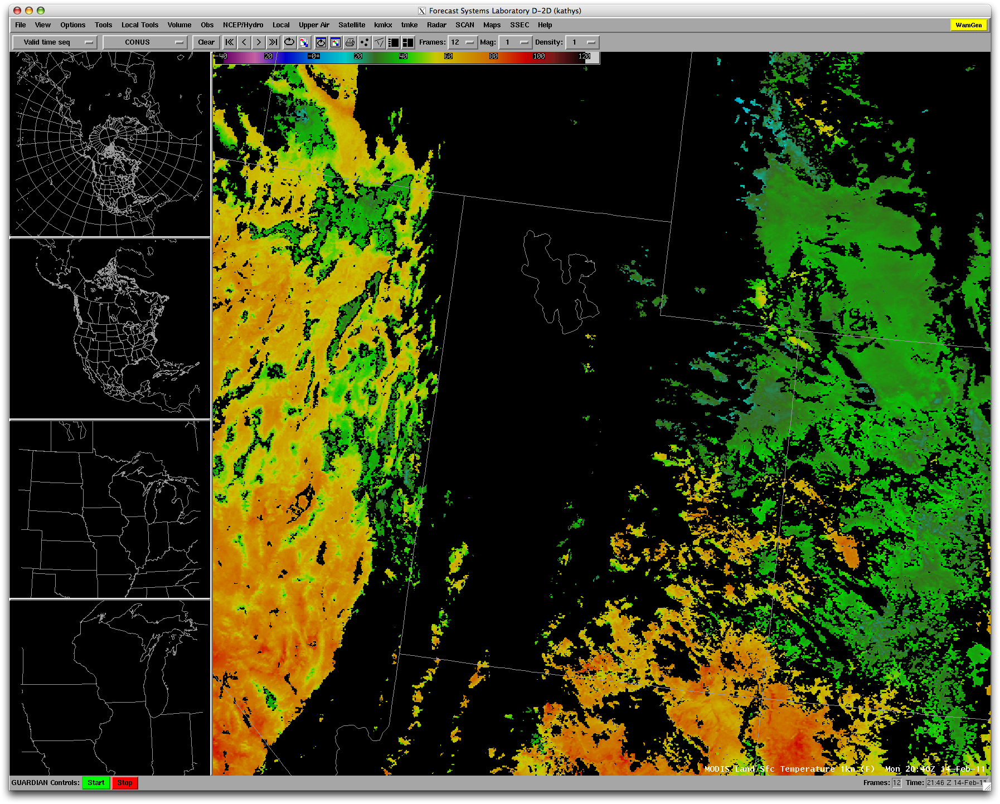 Forecast Systems Laboratory D-2D (kathys)
File View Options Tools Local Tools Volume Obs NCEP/Hydro Local Upper Air Satellite kmkx tmke Radar SCAN Maps SSEC Help WarnGen
Valid time seq CONUS Clear Frames: 12 Mag: 1 Density: 1
-40 20 -0+ 20 40 60 80 100 120
MODIS Land Sfc Temperature 1km (F) Mon 20:40Z 14-Feb-11
GUARDIAN Controls: Start Stop Frames: 12 Time: 21:46 Z 14-Feb-11